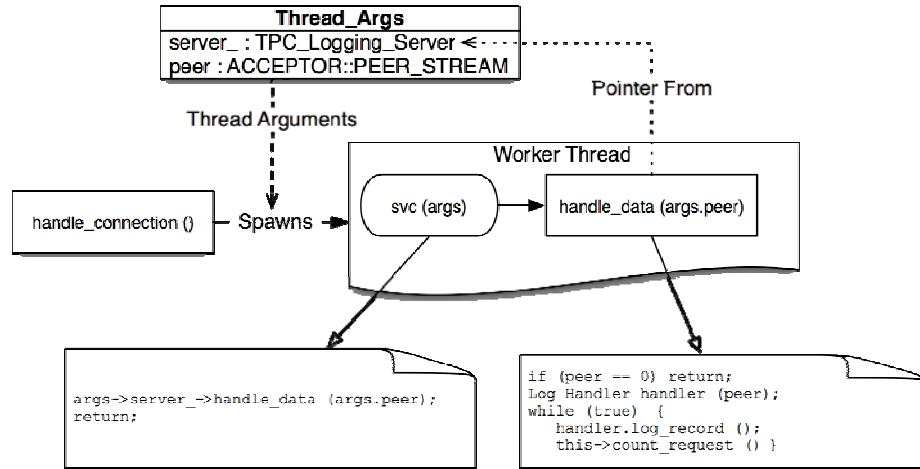 Thread_Args
server_ : TPC_Logging_Server
peer : ACCEPTOR::PEER_STREAM
Pointer From
Thread Arguments
Worker Thread
handle_connection ()
Spawns
svc (args)
handle_data (args.peer)
args->server_->handle_data (args.peer);
return;
if (peer == 0) return;
Log Handler handler (peer);
while (true)  {
handler.log_record ();
this->count_request () }